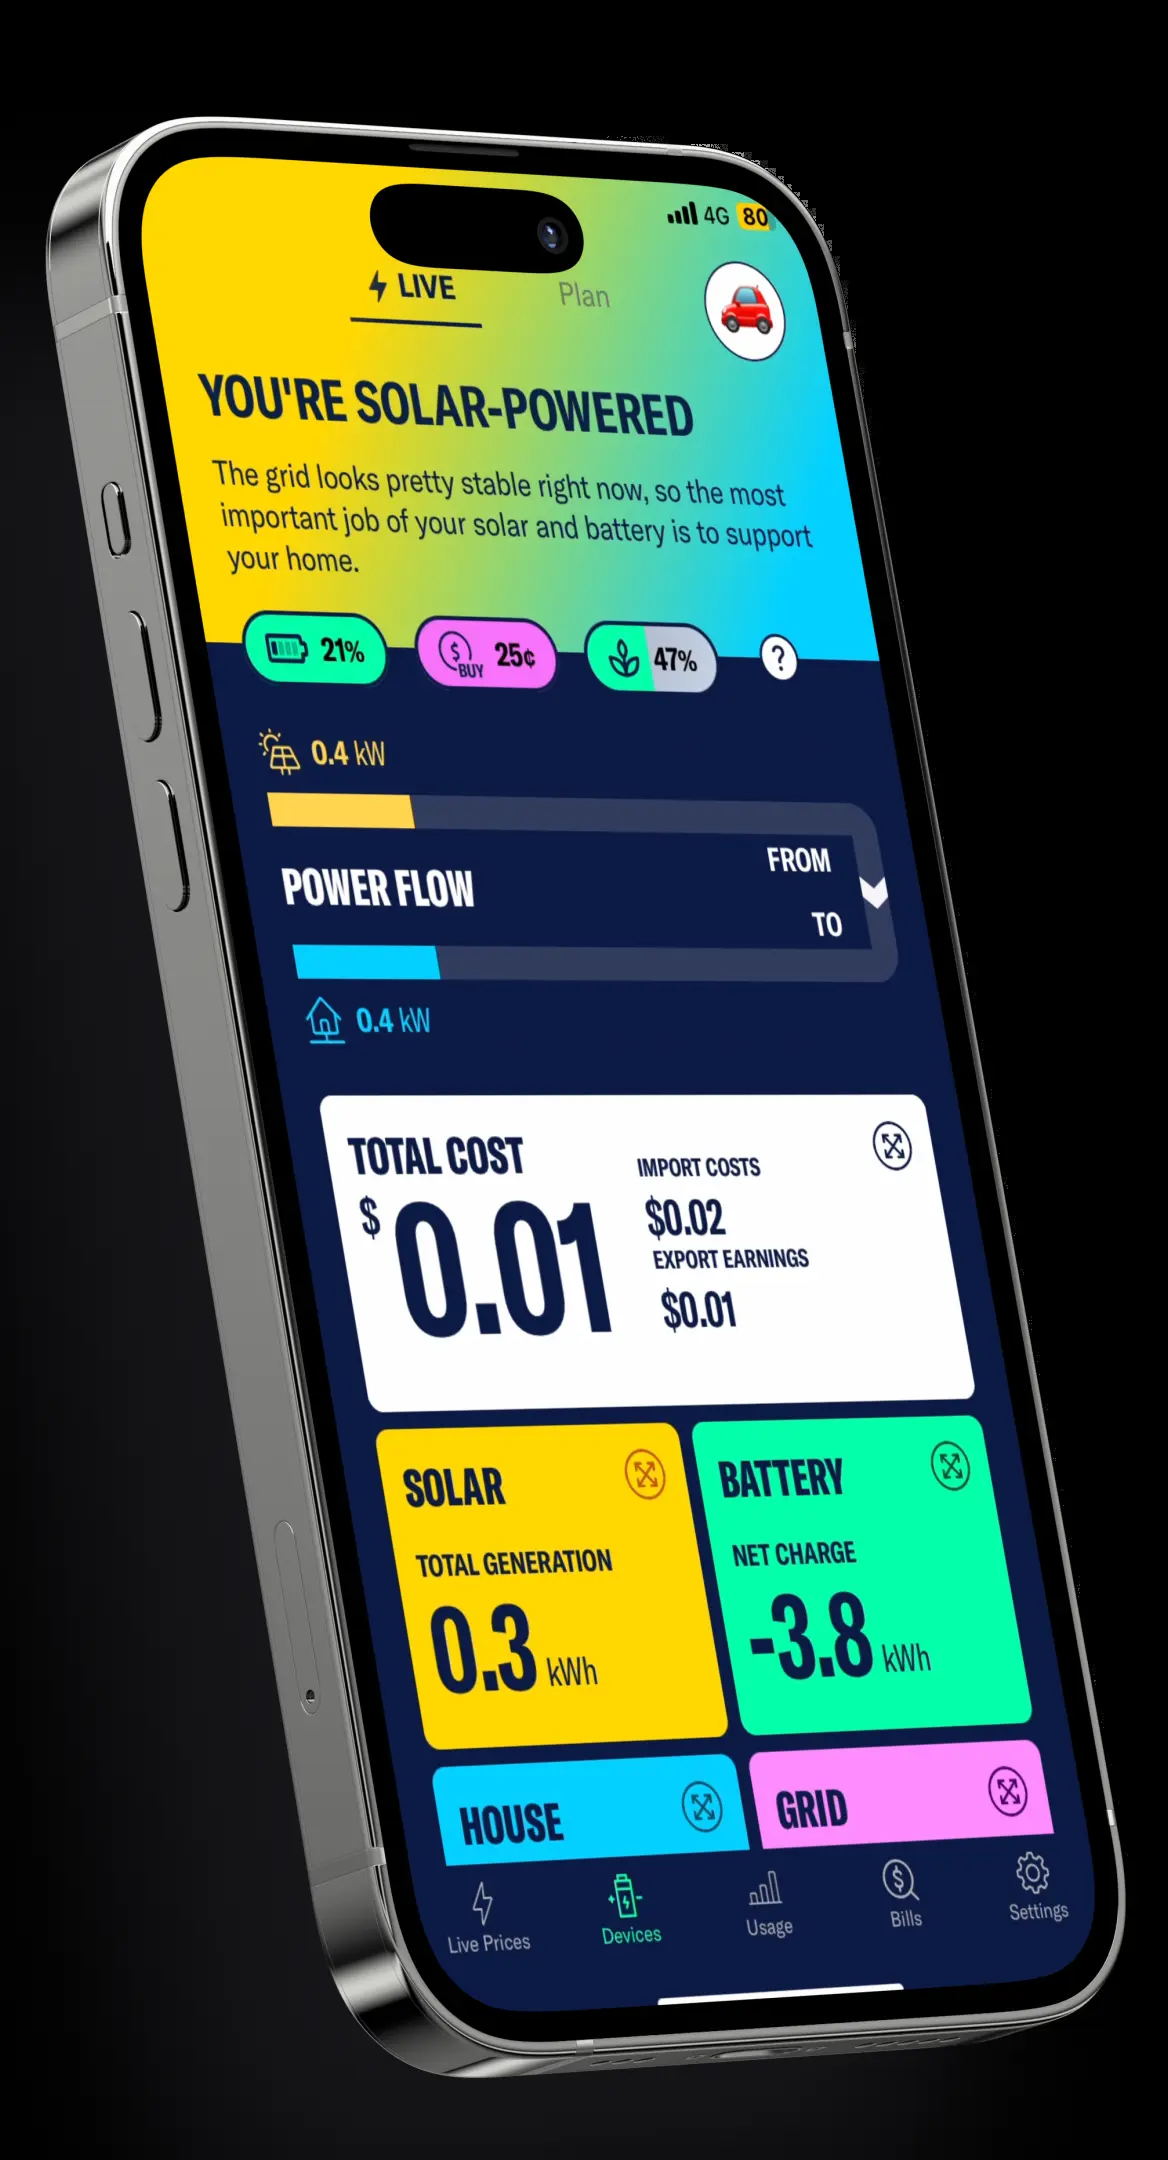 4G 80
LIVE Plan
YOU'RE SOLAR-POWERED
The grid looks pretty stable right now, so the most
important job of your solar and battery is to support
your home.
21% $ BUY 25¢ 47% ?
0.4 kW
FROM
POWER FLOW
TO
0.4 kW
TOTAL COST
$0.01
IMPORT COSTS
$0.02
EXPORT EARNINGS
$0.01
SOLAR
TOTAL GENERATION
0.3 kWh
BATTERY
NET CHARGE
-3.8 kWh
HOUSE
GRID
Live Prices Devices Usage $ Bills Settings